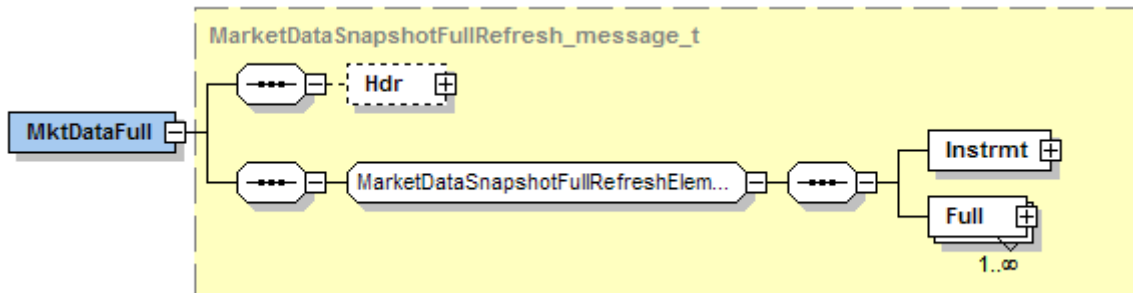 MarketDataSnapshotFullRefresh_message_t
Hdr
MktDataFull
Instrmt
MarketDataSnapshotFullRefreshElem...
Full
1..∞